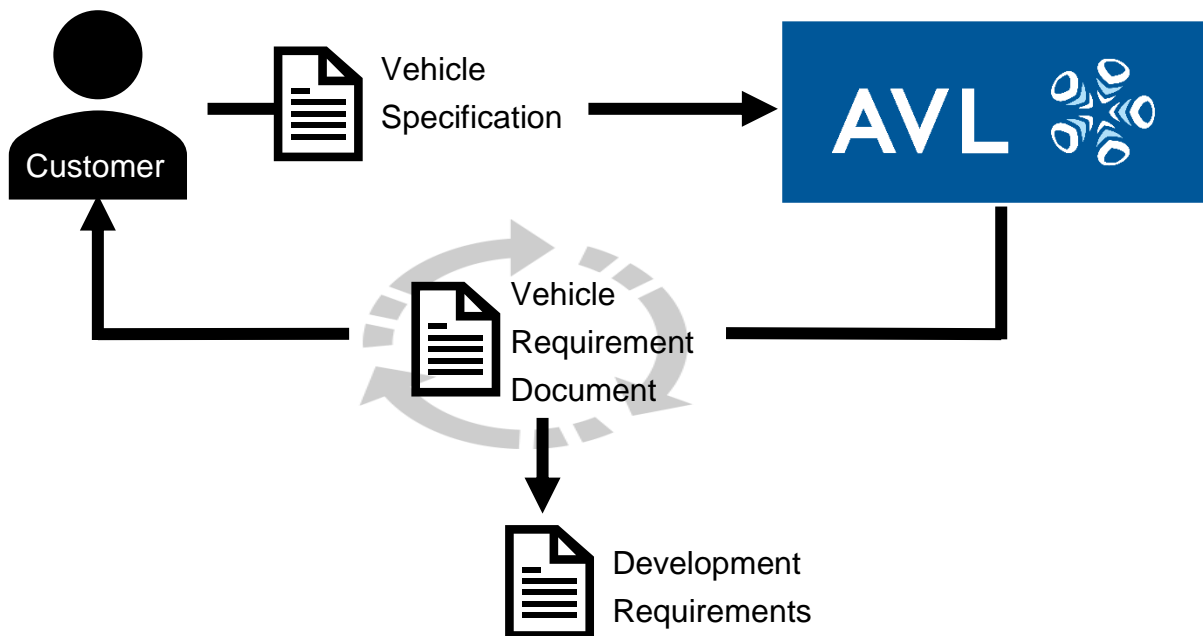 Customer
Vehicle
Specification
AVL
Vehicle
Requirement
Document
Development
Requirements